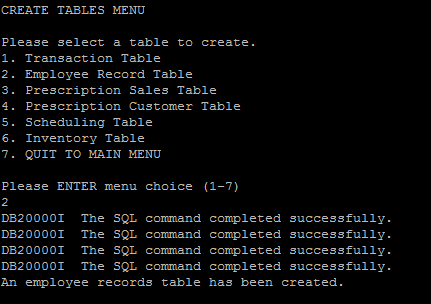 CREATE TABLES MENU
Please select a table to create.
1. Transaction Table
2. Employee Record Table
3. Prescription Sales Table
4. Prescription Customer Table
5. Scheduling Table
6. Inventory Table
7. QUIT TO MAIN MENU
Please ENTER menu choice (1-7)
2
DB20000I  The SQL command completed successfully.
DB20000I  The SQL command completed successfully.
DB20000I  The SQL command completed successfully.
DB20000I  The SQL command completed successfully.
An employee records table has been created.